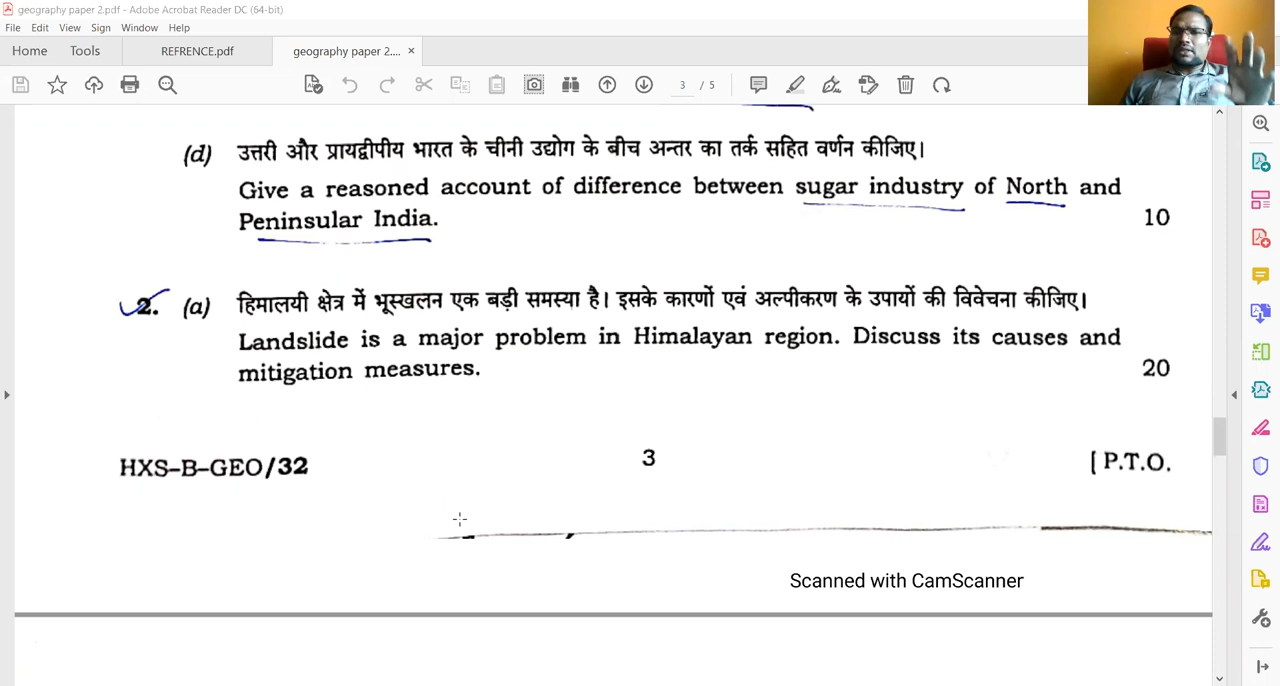 geography paper 2.pdf - Adobe Acrobat Reader DC (64-bit)
File Edit View Sign Window Help
Home Tools REFRENCE.pdf geography paper 2.... ×
3 / 5
(d) उत्तरी और प्रायद्वीपीय भारत के चीनी उद्योग के बीच अन्तर का तर्क सहित वर्णन कीजिए।
Give a reasoned account of difference between sugar industry of North and
Peninsular India. 10
2. (a) हिमालयी क्षेत्र में भूस्खलन एक बड़ी समस्या है। इसके कारणों एवं अल्पीकरण के उपायों की विवेचना कीजिए।
Landslide is a major problem in Himalayan region. Discuss its causes and
mitigation measures. 20
HXS–B–GEO/32 3 [ P.T.O.
Scanned with CamScanner